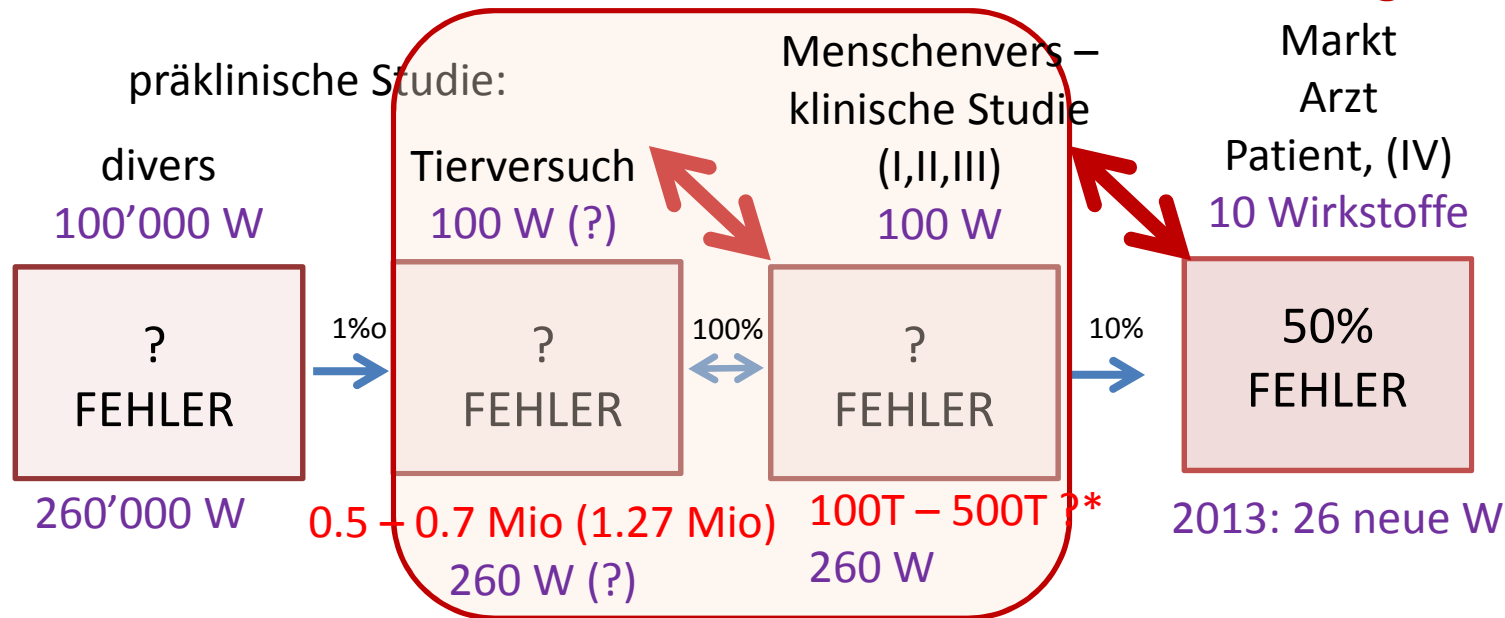 präklinische Studie:
divers
100’000 W
?
FEHLER
260’000 W
1%o
Tierversuch
100 W (?)
?
FEHLER
0.5 – 0.7 Mio (1.27 Mio)
260 W (?)
100%
Menschenvers –
klinische Studie
(I,II,III)
100 W
?
FEHLER
100T – 500T ?*
260 W
10%
Markt
Arzt
Patient, (IV)
10 Wirkstoffe
50%
FEHLER
2013: 26 neue W